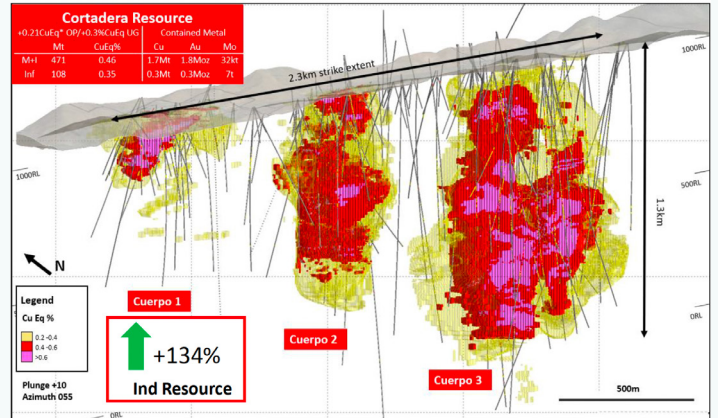 Cortadera Resource
+0.21CuEq* OP/+0.3%CuEq UG Contained Metal
Mt CuEq% Cu Au Mo
M+I 471 0.46 1.7Mt 1.8Moz 32kt
Inf 108 0.35 0.3Mt 0.3Moz 7t
2.3km strike extent
1000RL
1000RL
500RL
1.3km
N
0RL
Legend
Cu Eq %
0.2 -0.4
0.4 -0.6
>0.6
Plunge +10
Azimuth 055
Cuerpo 1
Cuerpo 2
Cuerpo 3
+134%
Ind Resource
500m
0RL